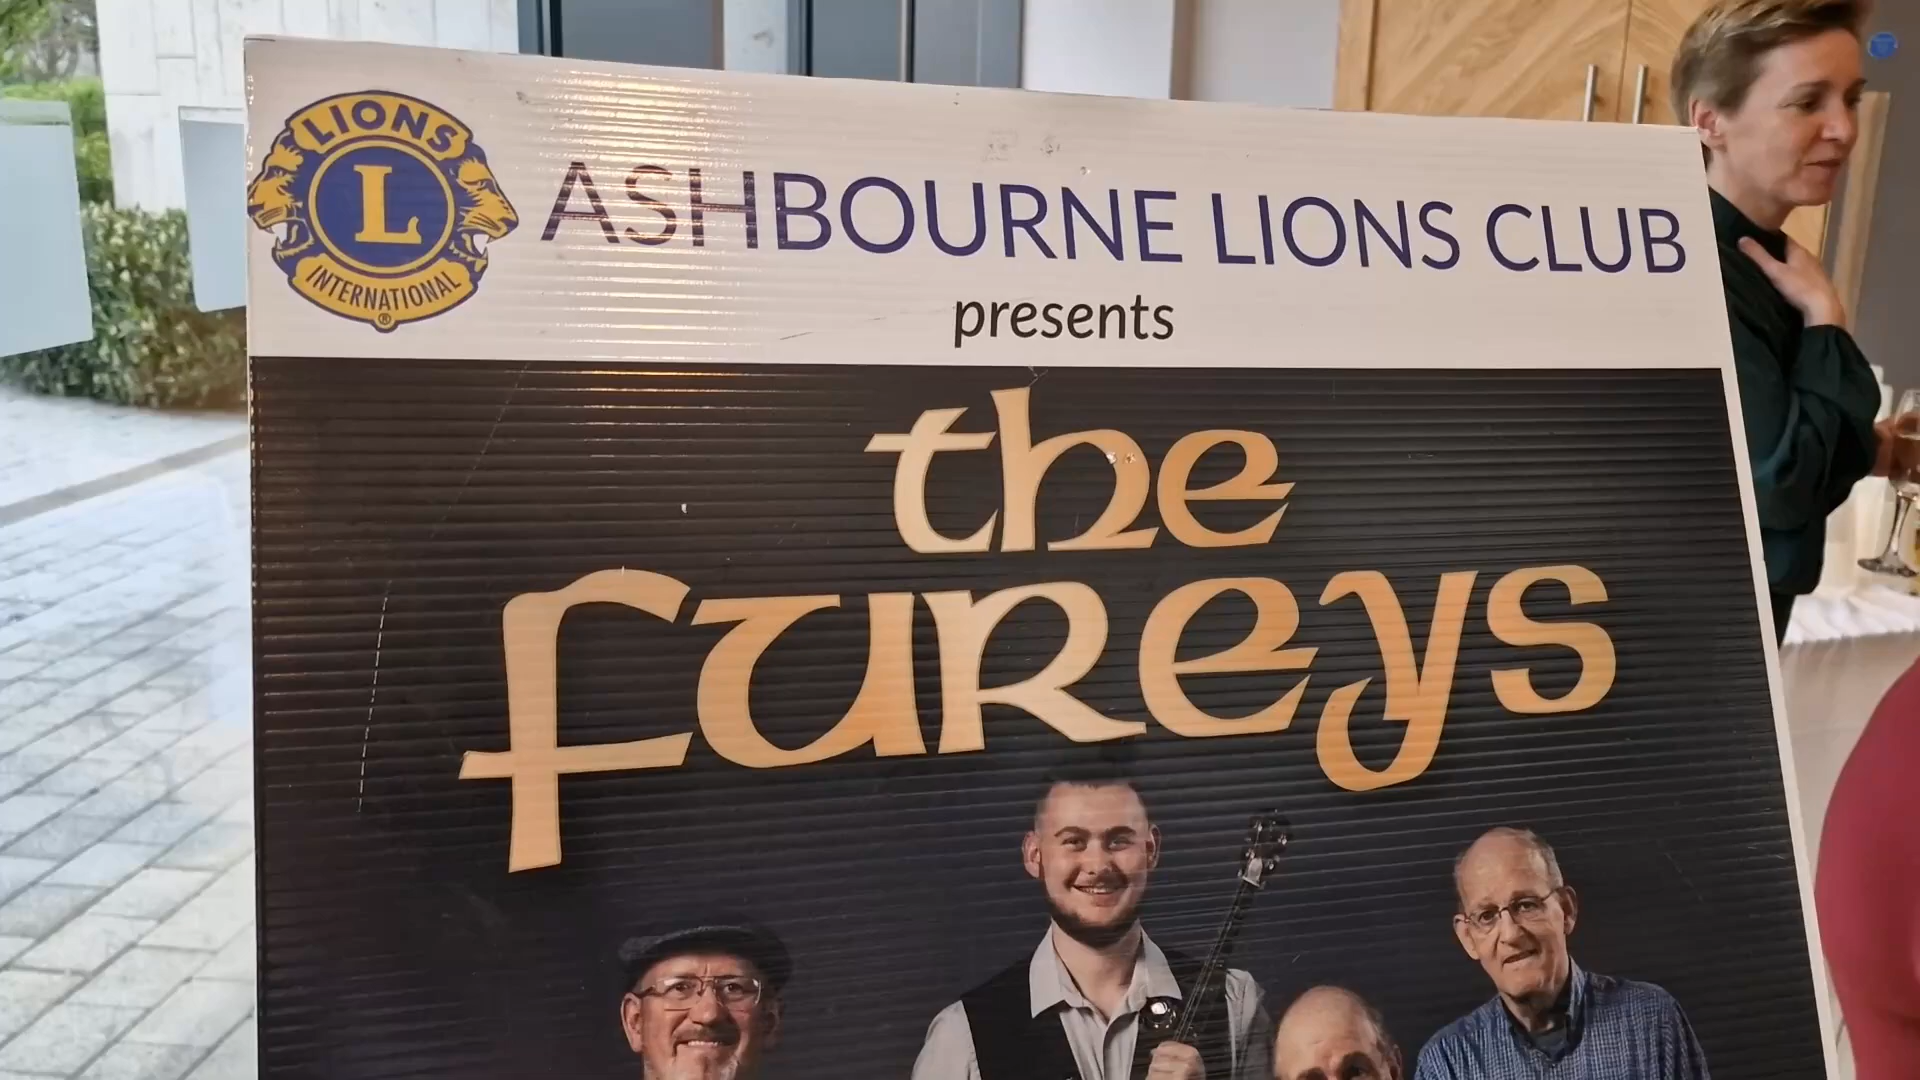 LIONS
L
INTERNATIONAL
®
ASHBOURNE LIONS CLUB
presents
the
fureys